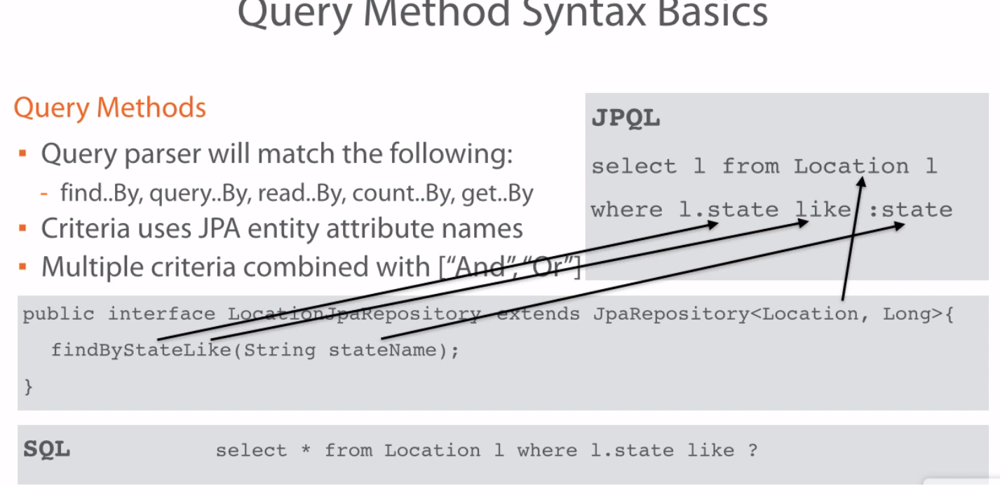 Query Method Syntax Basics
Query Methods
▪ Query parser will match the following:
- find..By, query..By, read..By, count..By, get..By
▪ Criteria uses JPA entity attribute names
▪ Multiple criteria combined with [“And”,“Or”]
JPQL
select l from Location l
where l.state like :state
public interface LocationJpaRepository extends JpaRepository<Location, Long>{
findByStateLike(String stateName);
}
SQL select * from Location l where l.state like ?